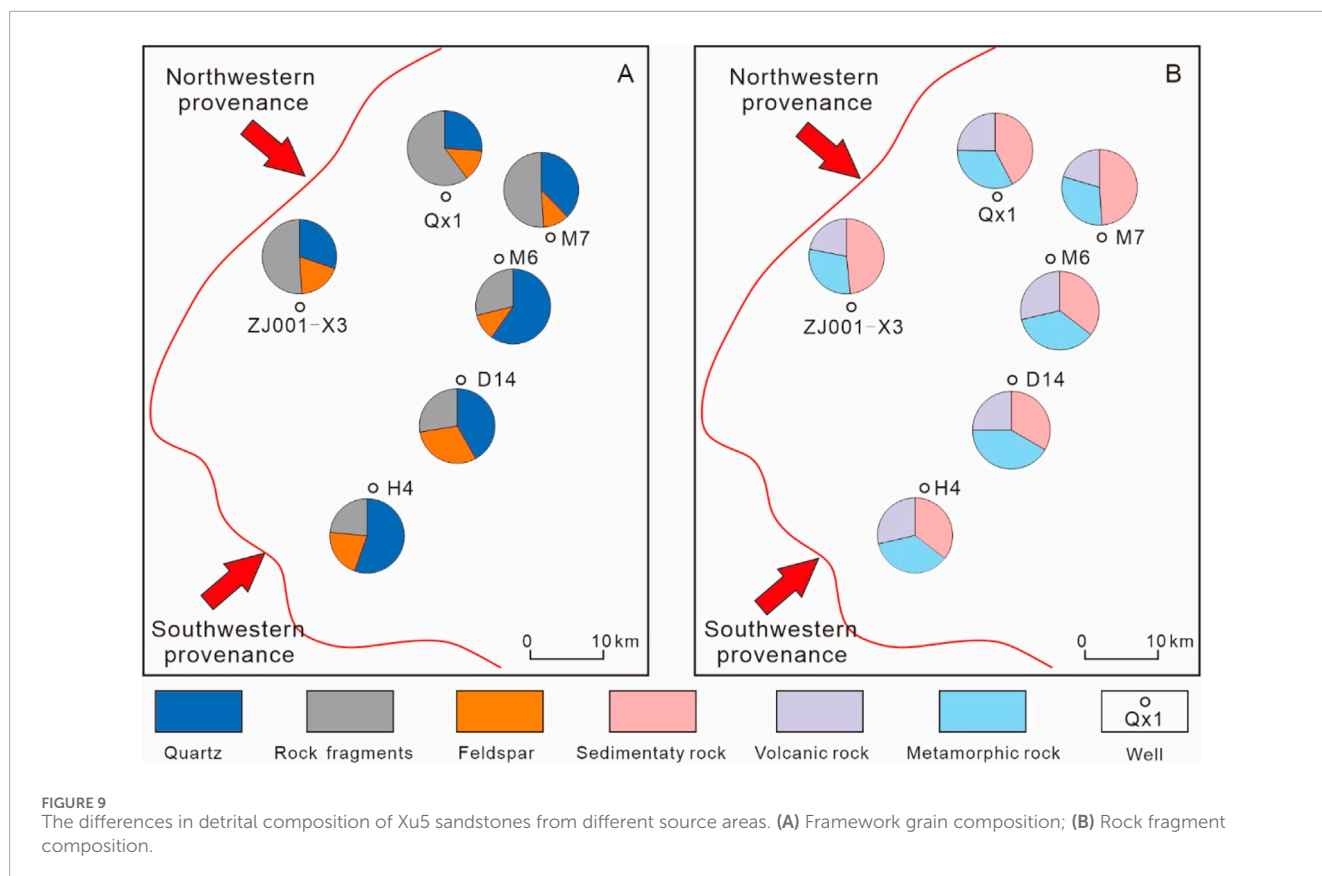 Northwestern
provenance
A
Qx1
M7
M6
ZJ001-X3
D14
H4
Southwestern
provenance
0 10 km
Northwestern
provenance
B
Qx1
M7
M6
ZJ001-X3
D14
H4
Southwestern
provenance
0 10 km
Qx1
Quartz Rock fragments Feldspar Sedimentaty rock Volcanic rock Metamorphic rock Well
FIGURE 9
The differences in detrital composition of Xu5 sandstones from different source areas. (A) Framework grain composition; (B) Rock fragment
composition.